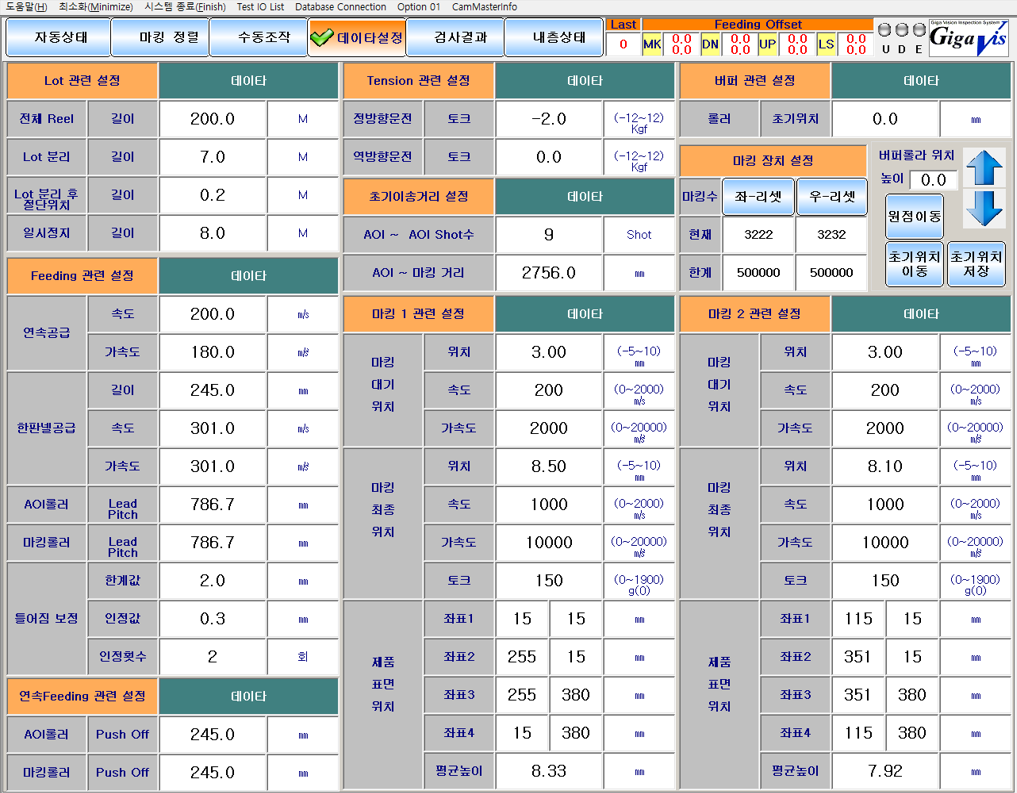 도움말(H) 최소화(Minimize) 시스템 종료(Finish) Test IO List Database Connection Option 01 CamMasterInfo
자동상태 마킹 정렬 수동조작 데이타설정 검사결과 내층상태
Last Feeding Offset
0 MK 0.0 0.0 DN 0.0 0.0 UP 0.0 0.0 LS 0.0 0.0
U D E
Giga Vision Inspection System
GigaVis
Lot 관련 설정 데이타
전체 Reel 길이 200.0 M
Lot 분리 길이 7.0 M
Lot 분리 후
절단위치 길이 0.2 M
일시정지 길이 8.0 M
Feeding 관련 설정 데이타
연속공급 속도 200.0 ㎧
가속도 180.0 ㎨
한판넬공급 길이 245.0 ㎜
속도 301.0 ㎧
가속도 301.0 ㎨
AOI롤러 Lead Pitch 786.7 ㎜
마킹롤러 Lead Pitch 786.7 ㎜
틀어짐 보정 한계값 2.0 ㎜
인정값 0.3 ㎜
인정횟수 2 회
연속Feeding 관련 설정 데이타
AOI롤러 Push Off 245.0 ㎜
마킹롤러 Push Off 245.0 ㎜
Tension 관련 설정 데이타
정방향운전 토크 -2.0 (-12~12) Kgf
역방향운전 토크 0.0 (-12~12) Kgf
초기이송거리 설정 데이타
AOI ~ AOI Shot수 9 Shot
AOI ~ 마킹 거리 2756.0 ㎜
마킹 1 관련 설정 데이타
마킹
대기
위치
위치 3.00 (-5~10) ㎜
속도 200 (0~2000) ㎧
가속도 2000 (0~20000) ㎨
마킹
최종
위치
위치 8.50 (-5~10) ㎜
속도 1000 (0~2000) ㎧
가속도 10000 (0~20000) ㎨
토크 150 (0~1900) g(0)
제품
표면
위치
좌표1 15 15 ㎜
좌표2 255 15 ㎜
좌표3 255 380 ㎜
좌표4 15 380 ㎜
평균높이 8.33 ㎜
버퍼 관련 설정 데이타
롤러 초기위치 0.0 ㎜
마킹 장치 설정
마킹수 좌-리셋 우-리셋
현재 3222 3232
한계 500000 500000
버퍼롤라 위치
높이 0.0
원점이동
초기위치
이동
초기위치
저장
마킹 2 관련 설정 데이타
마킹
대기
위치
위치 3.00 (-5~10) ㎜
속도 200 (0~2000) ㎧
가속도 2000 (0~20000) ㎨
마킹
최종
위치
위치 8.10 (-5~10) ㎜
속도 1000 (0~2000) ㎧
가속도 10000 (0~20000) ㎨
토크 150 (0~1900) g(0)
제품
표면
위치
좌표1 115 15 ㎜
좌표2 351 15 ㎜
좌표3 351 380 ㎜
좌표4 115 380 ㎜
평균높이 7.92 ㎜